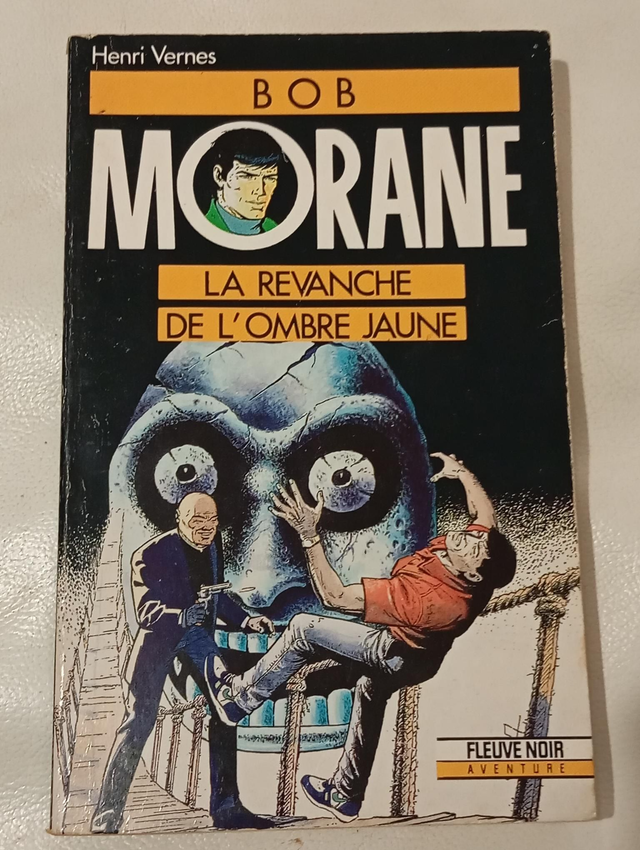 Henri Vernes
BOB
MORANE
LA REVANCHE
DE L'OMBRE JAUNE
FLEUVE NOIR
AVENTURE